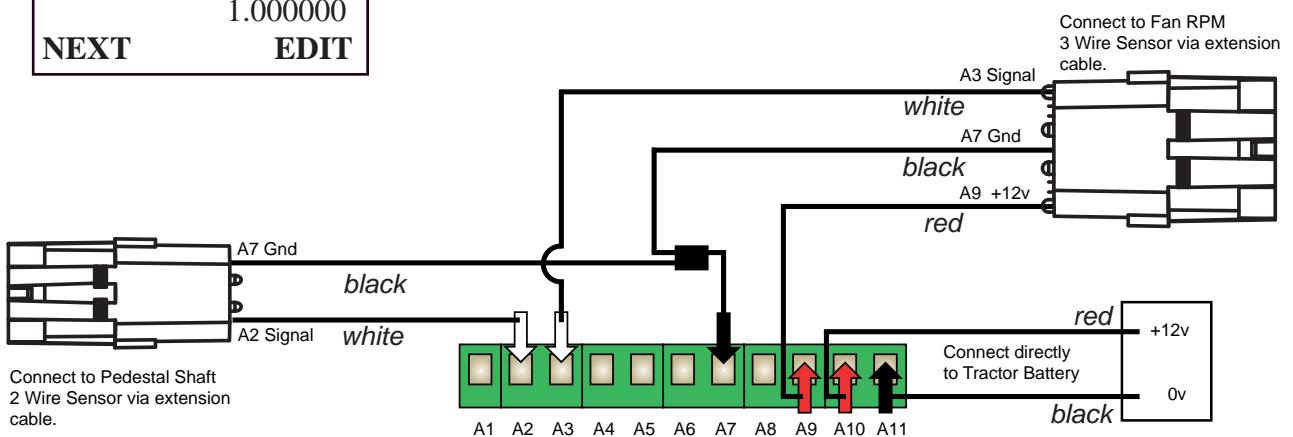 1.000000
NEXT EDIT
Connect to Fan RPM
3 Wire Sensor via extension
cable.
A3 Signal
white
A7 Gnd
black
A9 +12v
red
A7 Gnd
black
A2 Signal
white
Connect to Pedestal Shaft
2 Wire Sensor via extension
cable.
red
+12v
Connect directly
to Tractor Battery
0v
black
A1 A2 A3 A4 A5 A6 A7 A8 A9 A10 A11